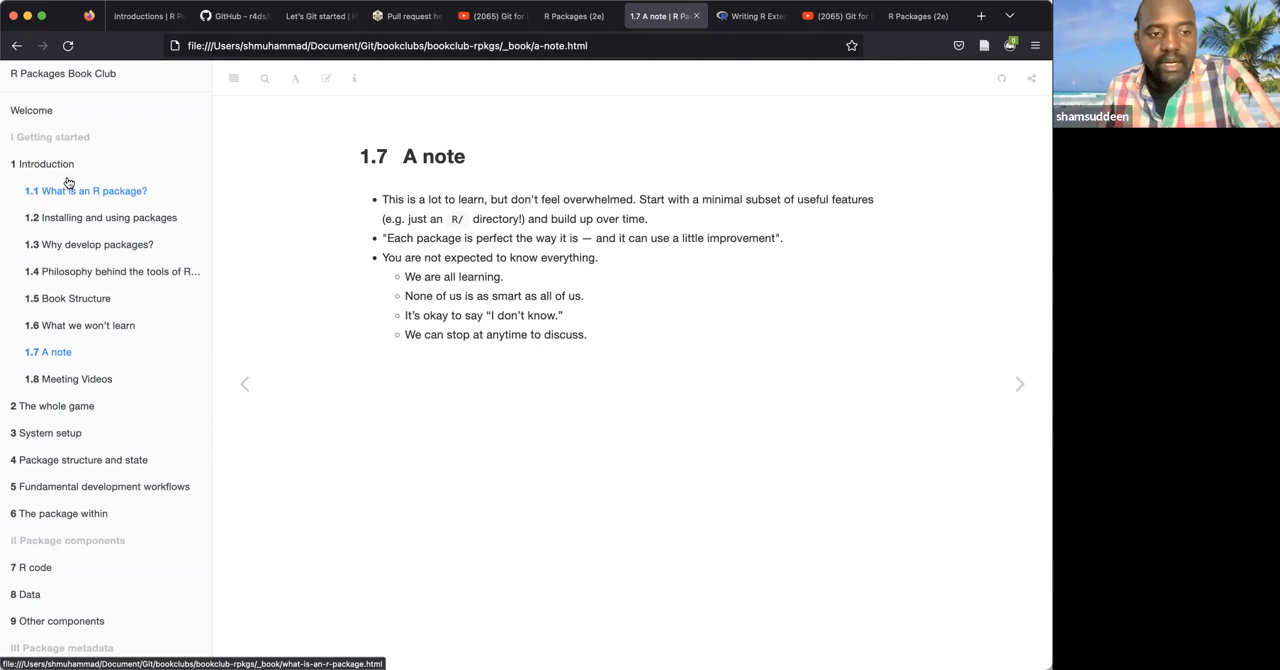 Introductions | R P
GitHub - r4ds/
Let's Git started |
Pull request he
(2065) Git for
R Packages (2e)
1.7 A note | R Pa
Writing R Exte
(2065) Git for
R Packages (2e)
file:///Users/shmuhammad/Document/Git/bookclubs/bookclub-rpkgs/_book/a-note.html
0
shamsuddeen
R Packages Book Club
Welcome
I Getting started
1 Introduction
1.1 What is an R package?
1.2 Installing and using packages
1.3 Why develop packages?
1.4 Philosophy behind the tools of R...
1.5 Book Structure
1.6 What we won't learn
1.7 A note
1.8 Meeting Videos
2 The whole game
3 System setup
4 Package structure and state
5 Fundamental development workflows
6 The package within
II Package components
7 R code
8 Data
9 Other components
III Package metadata
file:///Users/shmuhammad/Document/Git/bookclubs/bookclub-rpkgs/_book/what-is-an-r-package.html
1.7 A note
• This is a lot to learn, but don't feel overwhelmed. Start with a minimal subset of useful features
(e.g. just an R/ directory!) and build up over time.
• "Each package is perfect the way it is — and it can use a little improvement".
• You are not expected to know everything.
○ We are all learning.
○ None of us is as smart as all of us.
○ It's okay to say “I don't know.”
○ We can stop at anytime to discuss.